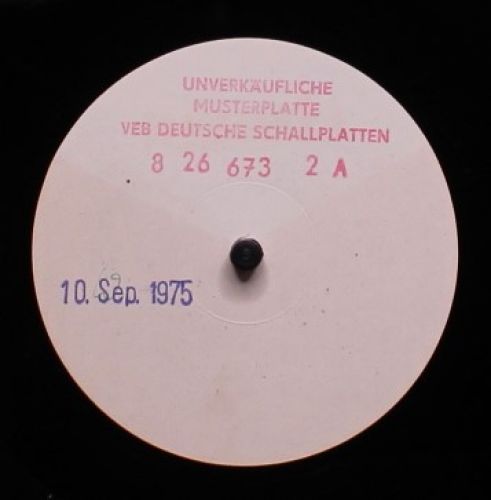 UNVERKÄUFLICHE
MUSTERPLATTE
VEB DEUTSCHE SCHALLPLATTEN
8 26 673 2 A
10. Sep. 1975